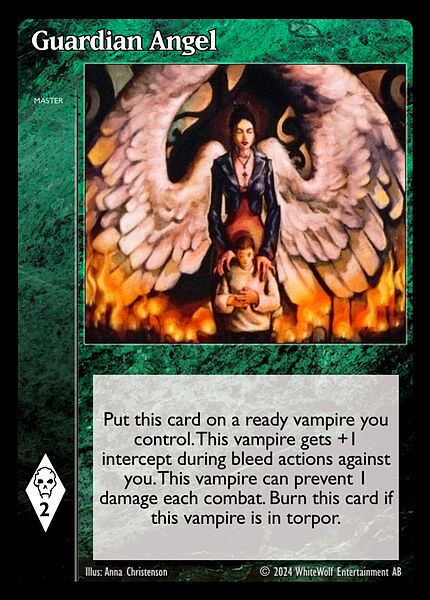 Guardian Angel
MASTER
Put this card on a ready vampire you
control. This vampire gets +1
intercept during bleed actions against
you. This vampire can prevent 1
damage each combat. Burn this card if
this vampire is in torpor.
2
Illus: Anna Christenson
© 2024 WhiteWolf Entertainment AB